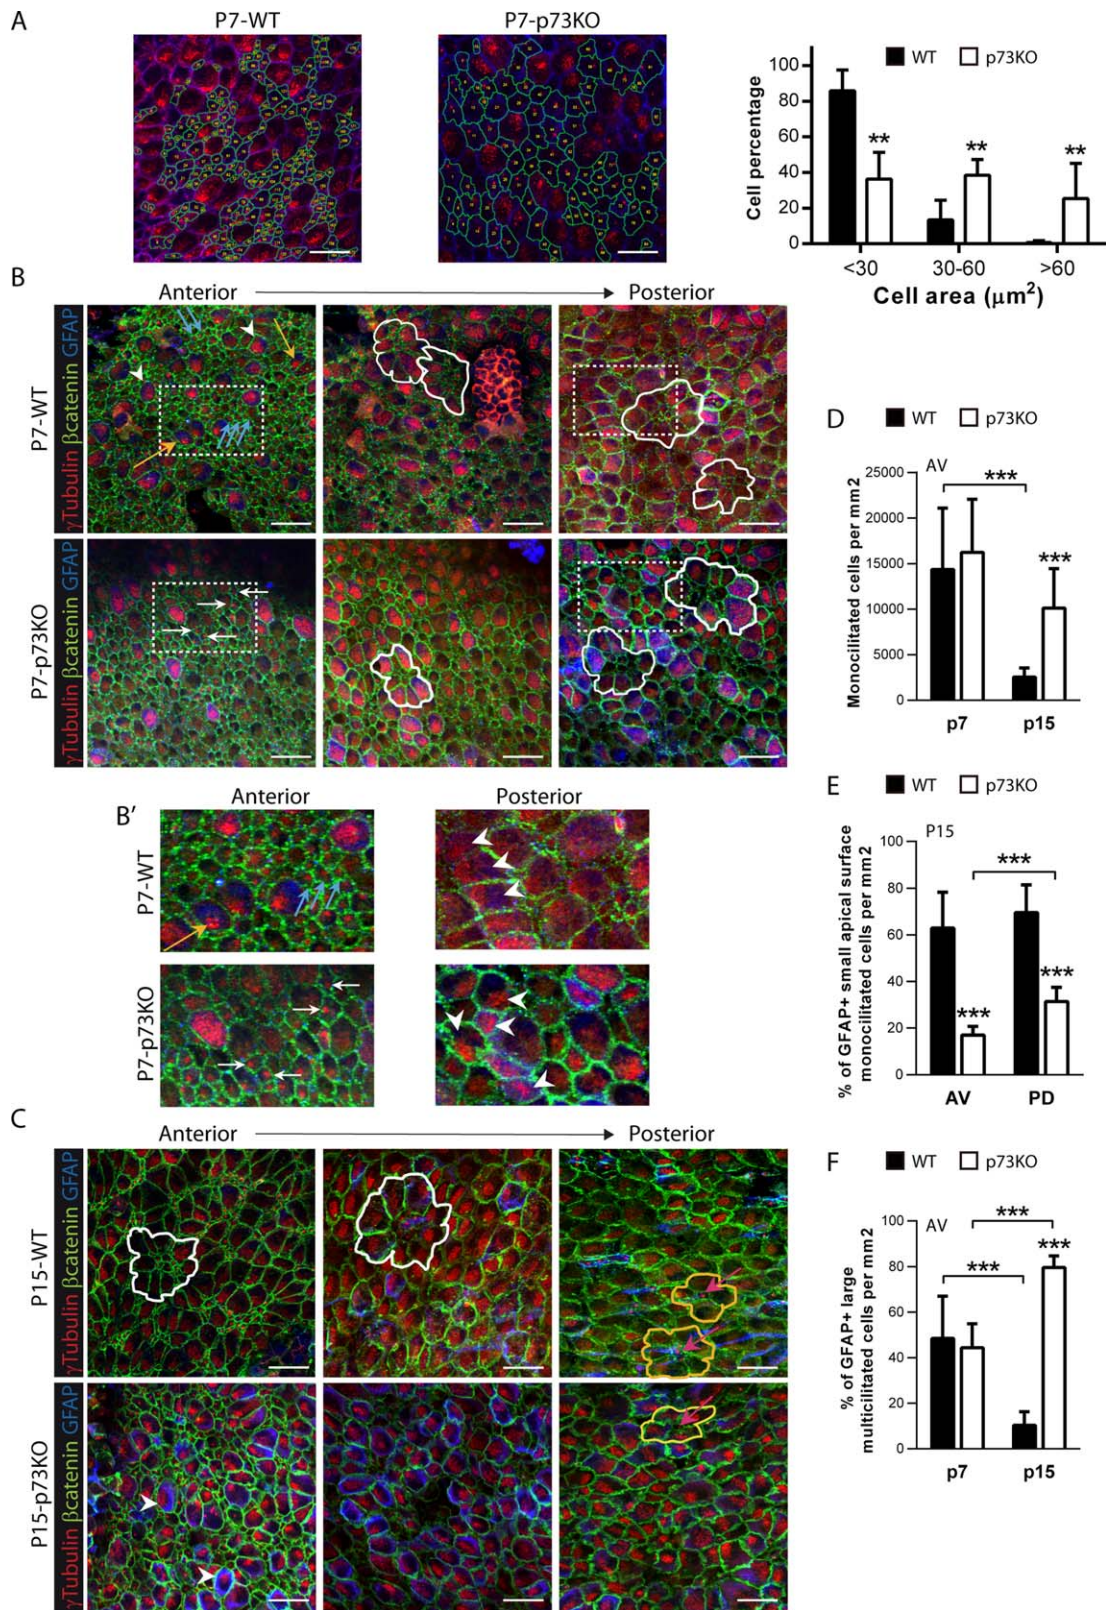 A
P7-WT
P7-p73KO
WT
p73KO
Cell percentage
100
80
60
40
20
0
**
**
**
<30
30-60
>60
Cell area (μm2)
B
Anterior
Posterior
P7-WT
γTubulin βcatenin GFAP
P7-p73KO
γTubulin βcatenin GFAP
B’
Anterior
Posterior
P7-WT
P7-p73KO
C
Anterior
Posterior
P15-WT
γTubulin βcatenin GFAP
P15-p73KO
γTubulin βcatenin GFAP
D
WT
p73KO
AV
Monocilitated cells per mm2
25000
20000
15000
10000
5000
0
***
***
p7
p15
E
WT
p73KO
P15
% of GFAP+ small apical surface
monocilitated cells per mm2
100
80
60
40
20
0
***
***
***
AV
PD
F
WT
p73KO
AV
% of GFAP+ large
multicilitated cells per mm2
100
80
60
40
20
0
***
***
***
p7
p15